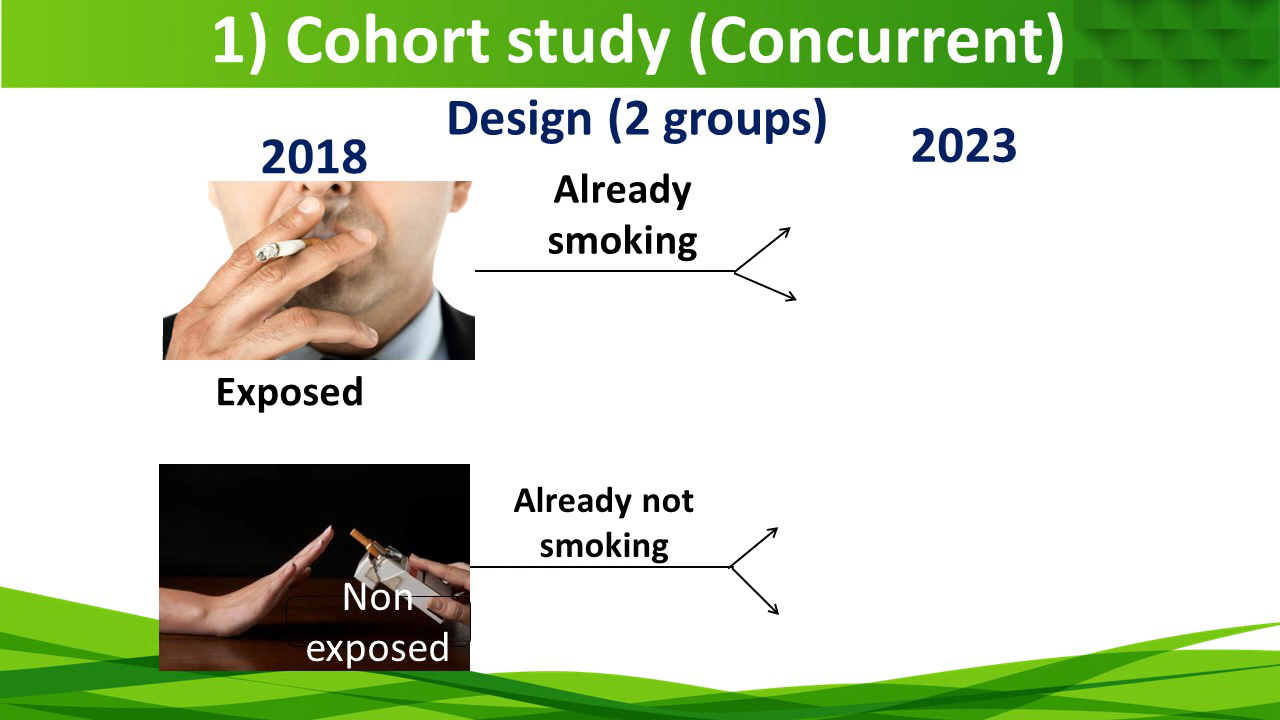 1) Cohort study (Concurrent)
Design (2 groups)
2018
2023
Already
smoking
Exposed
Already not
smoking
Non
exposed